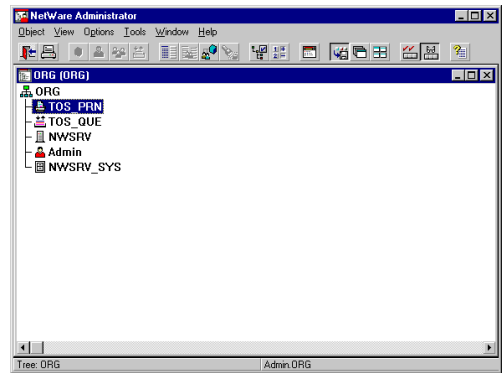 NetWare Administrator
Object View Options Tools Window Help
ORG (ORG)
ORG
TOS_PRN
TOS_QUE
NWSRV
Admin
NWSRV_SYS
Tree: ORG
Admin.ORG